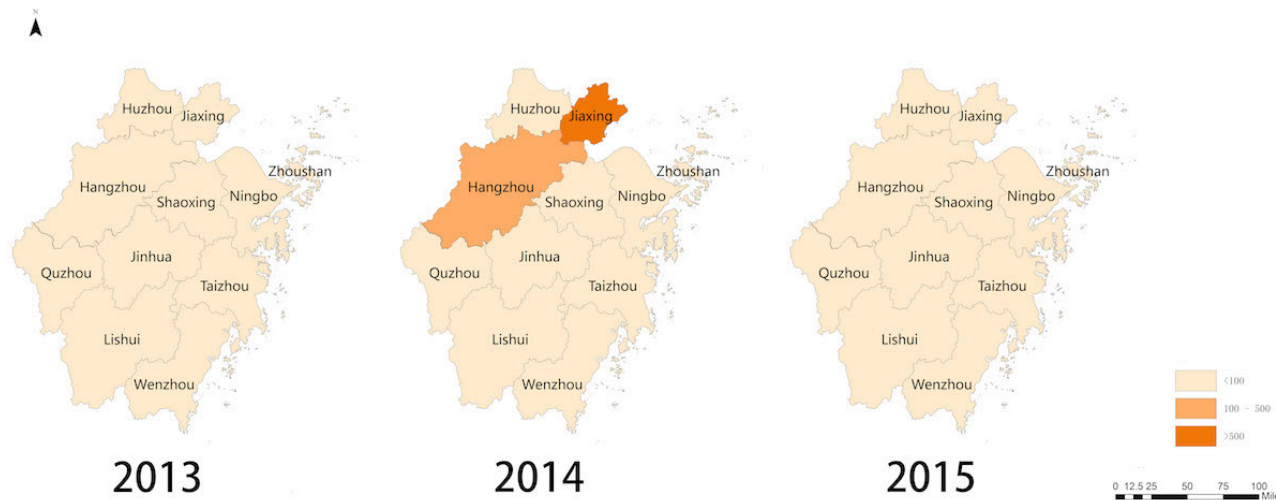 N
Huzhou
Jiaxing
Zhoushan
Hangzhou
Ningbo
Shaoxing
Jinhua
Quzhou
Taizhou
Lishui
Wenzhou
2013
Huzhou
Jiaxing
Zhoushan
Hangzhou
Ningbo
Shaoxing
Jinhua
Quzhou
Taizhou
Lishui
Wenzhou
2014
Huzhou
Jiaxing
Zhoushan
Hangzhou
Ningbo
Shaoxing
Jinhua
Quzhou
Taizhou
Lishui
Wenzhou
2015
<100
100 - 500
>500
0 12.5 25 50 75 100
Mile